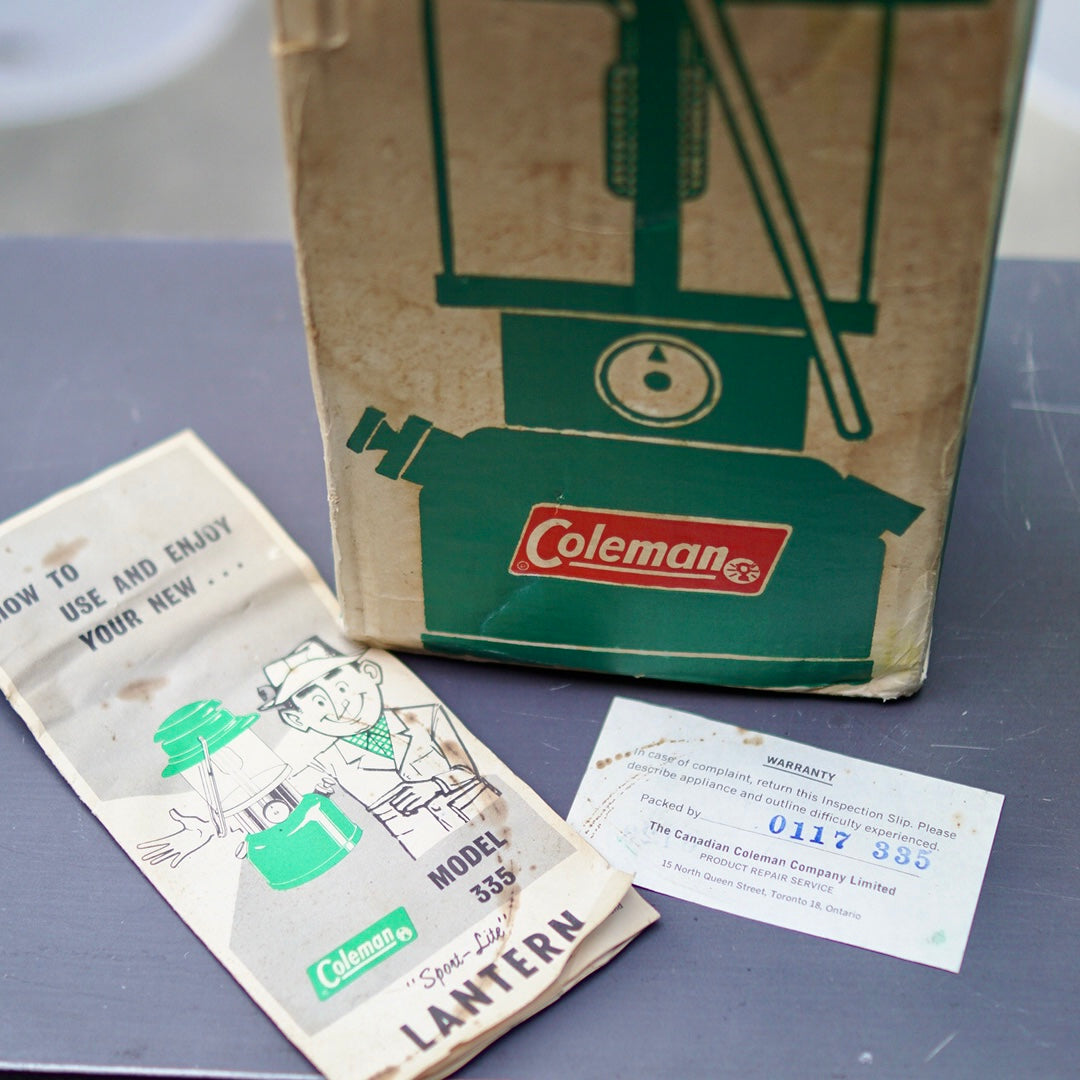 Coleman
HOW TO
USE AND ENJOY
YOUR NEW ...
MODEL
335
Coleman
"Sport-Lite"
LANTERN
WARRANTY
In case of complaint, return this Inspection Slip. Please
describe appliance and outline difficulty experienced.
Packed by 0117 335
The Canadian Coleman Company Limited
PRODUCT REPAIR SERVICE
15 North Queen Street, Toronto 18, Ontario